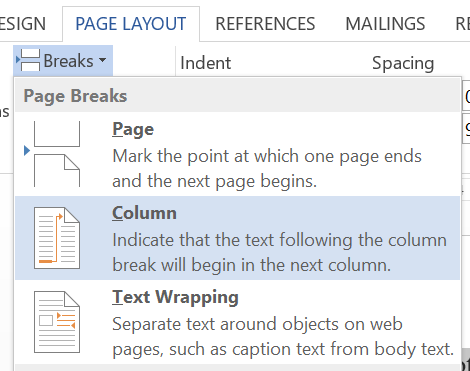 ESIGN PAGE LAYOUT REFERENCES MAILINGS RE
Breaks Indent Spacing
Page Breaks
Page
Mark the point at which one page ends
and the next page begins.
Column
Indicate that the text following the column
break will begin in the next column.
Text Wrapping
Separate text around objects on web
pages, such as caption text from body text.